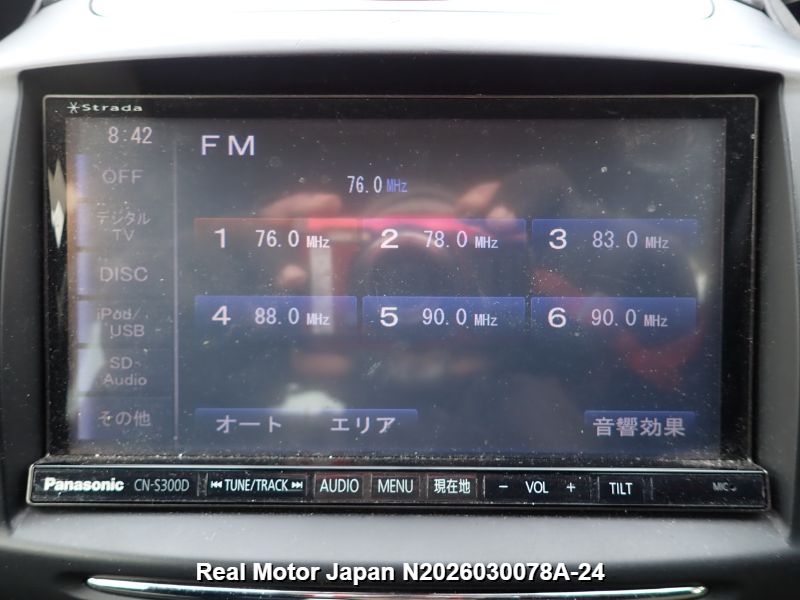 Strada
8:42
FM
OFF
76.0 MHz
デジタル
TV
1 76.0 MHz 2 78.0 MHz 3 83.0 MHz
DISC
iPod/
USB
4 88.0 MHz 5 90.0 MHz 6 90.0 MHz
SD
Audio
その他
オート エリア 音響効果
Panasonic CN-S300D TUNE/TRACK AUDIO MENU 現在地 − VOL + TILT MIC
Real Motor Japan N2026030078A-24